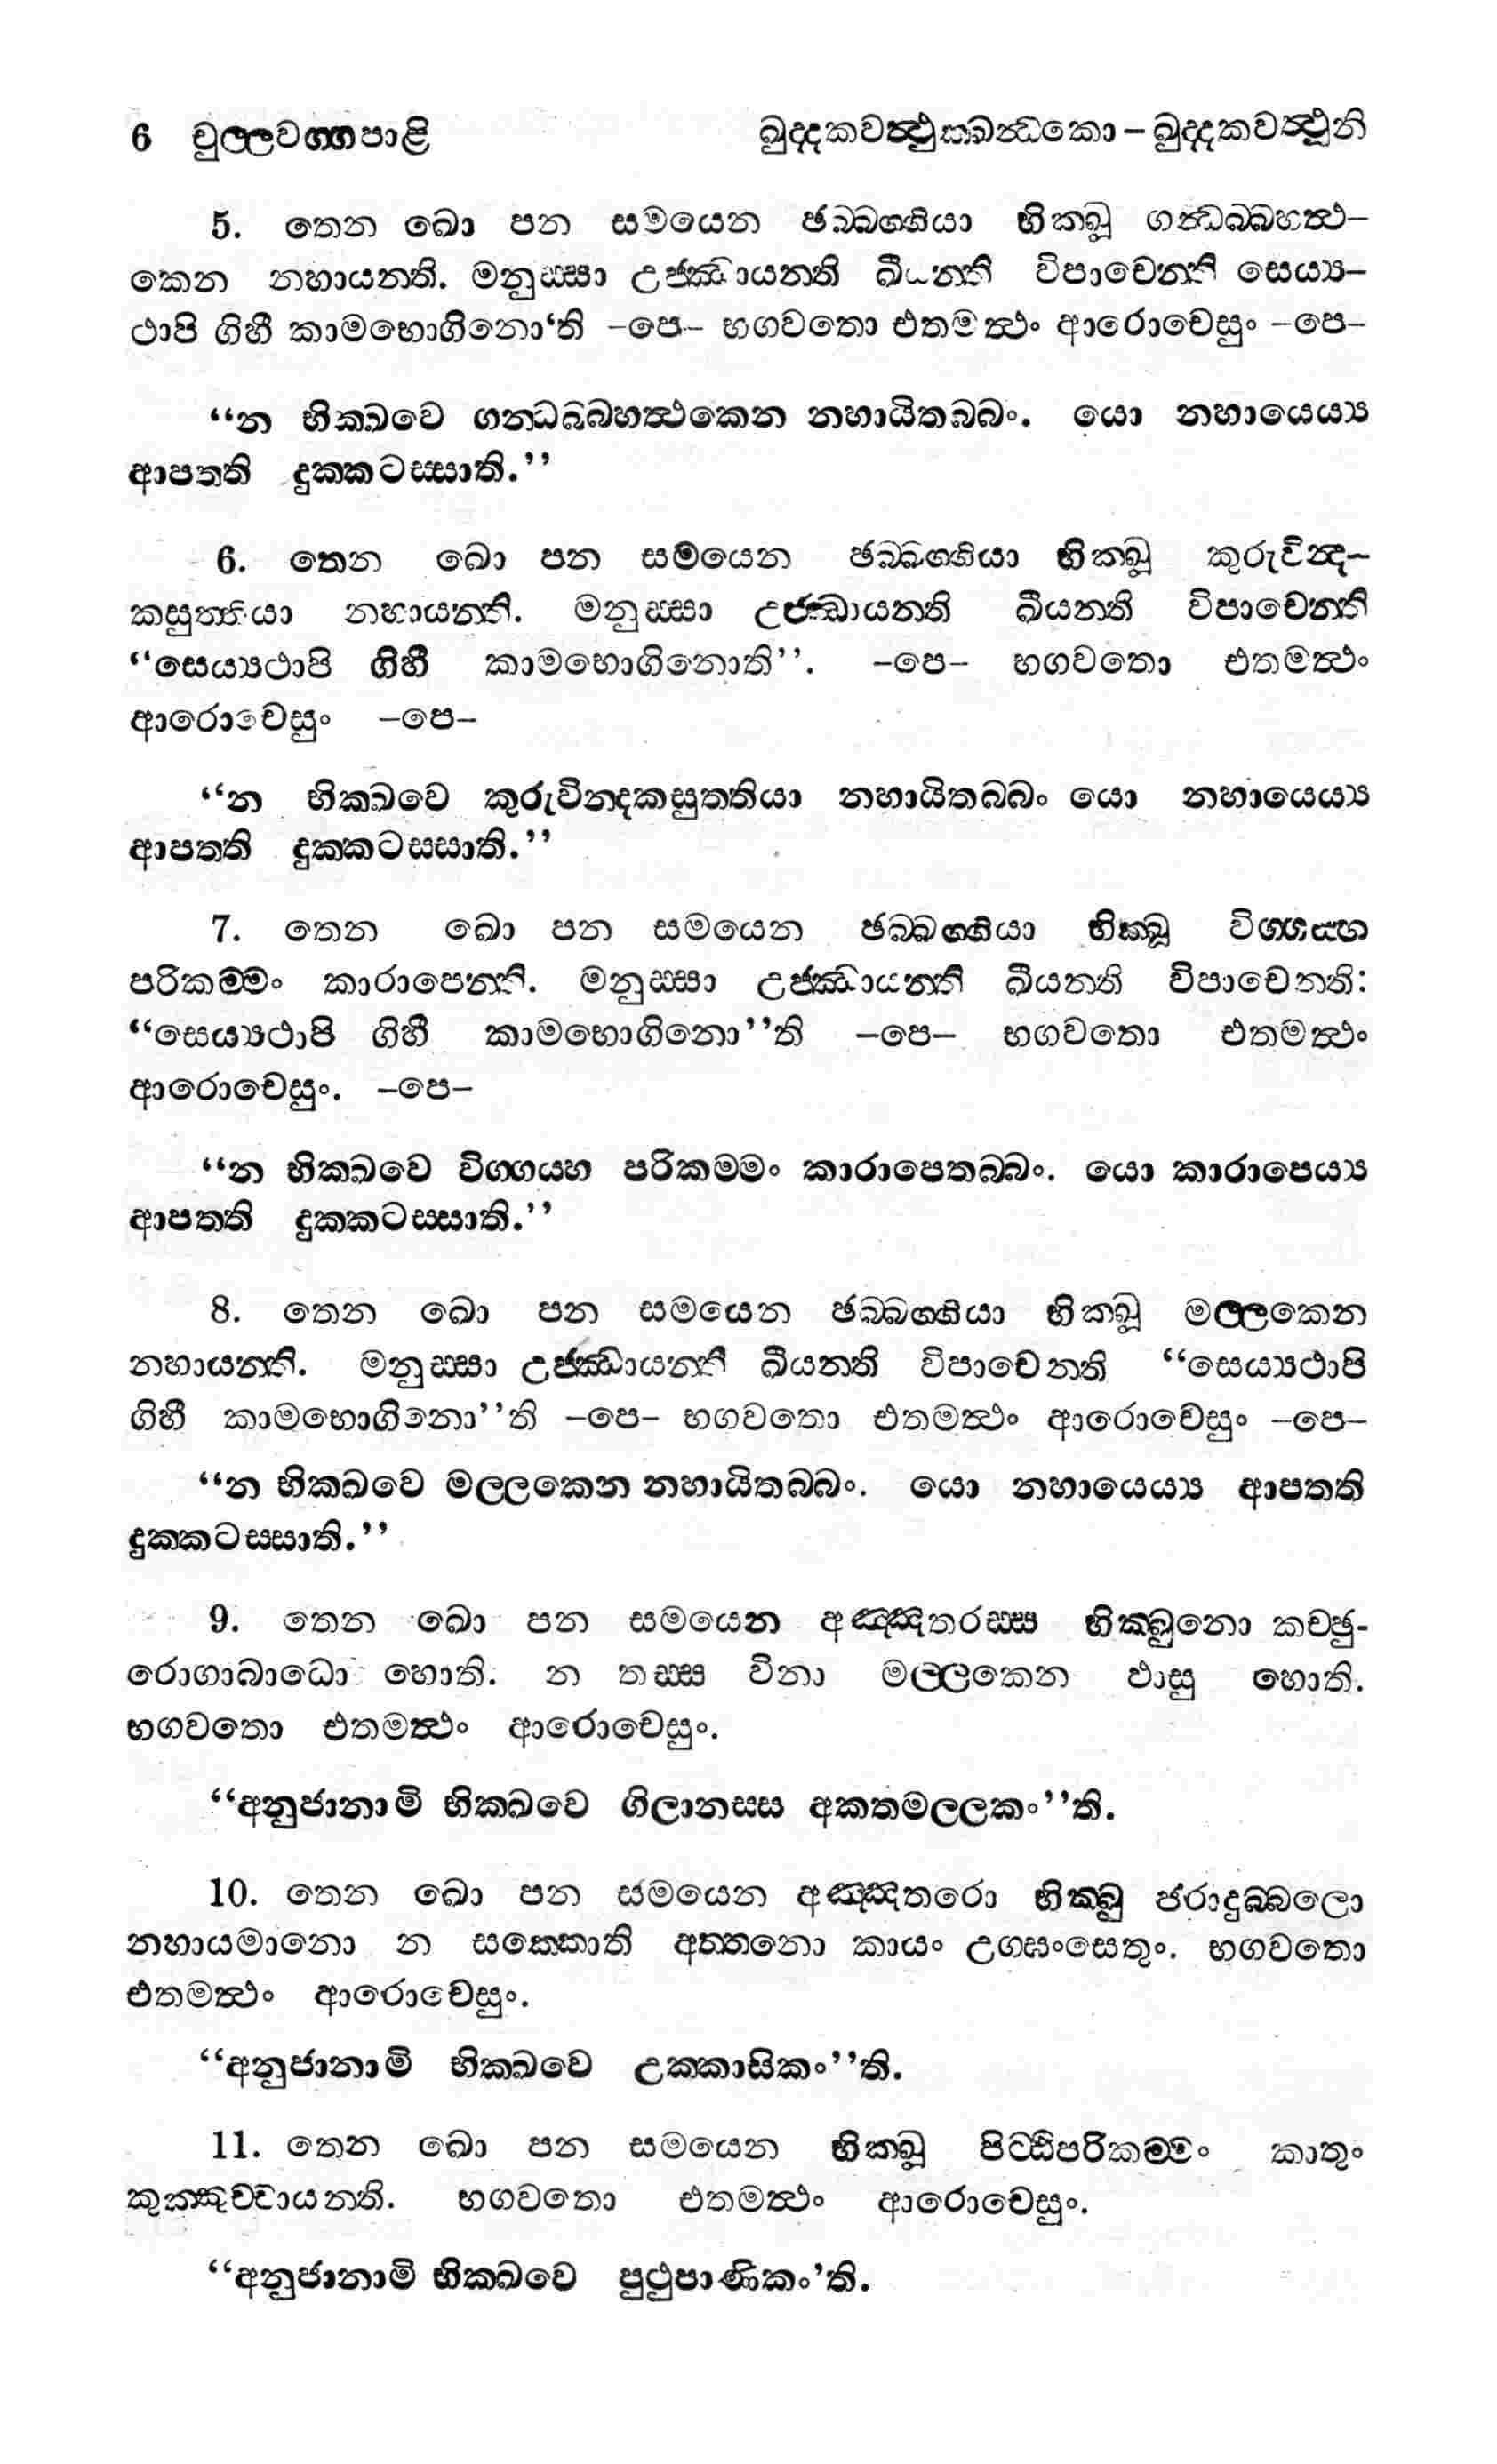 6 චුල්ලවග්ගපාළි ඛුද්දකවත්ථුක්ඛන්ධකො – ඛුද්දකවත්ථූනි
5. තෙන ඛො පන සමයෙන ඡබ්බග්ගියා භික්ඛූ ගන්ධබ්බහත්ථ–
කෙන නහායන්ති. මනුස්සා උජ්ඣායන්ති ඛීයන්ති විපාචෙන්ති සෙය්‍ය–
ථාපි ගිහී කාමභොගිනො‘ති –පෙ– භගවතො එතමත්ථං ආරොචෙසුං –පෙ–
‘‘න භික්ඛවෙ ගන්ධබ්බහත්ථකෙන නහායිතබ්බං. යො නහායෙය්‍ය
ආපත්ති දුක්කටස්සාති.’’
6. තෙන ඛො පන සමයෙන ඡබ්බග්ගියා භික්ඛූ කුරුවින්ද–
කසුත්තියා නහායන්ති. මනුස්සා උජ්ඣායන්ති ඛීයන්ති විපාචෙන්ති
‘‘සෙය්‍යථාපි ගිහී කාමභොගිනොති’’. –පෙ– භගවතො එතමත්ථං
ආරොචෙසුං –පෙ–
‘‘න භික්ඛවෙ කුරුවින්දකසුත්තියා නහායිතබ්බං යො නහායෙය්‍ය
ආපත්ති දුක්කටස්සාති.’’
7. තෙන ඛො පන සමයෙන ඡබ්බග්ගියා භික්ඛූ විග්ගය්හ
පරිකම්මං කාරාපෙන්ති. මනුස්සා උජ්ඣායන්ති ඛීයන්ති විපාචෙන්ති:
‘‘සෙය්‍යථාපි ගිහී කාමභොගිනො’’ති –පෙ– භගවතො එතමත්ථං
ආරොචෙසුං. –පෙ–
‘‘න භික්ඛවෙ විග්ගය්හ පරිකම්මං කාරාපෙතබ්බං. යො කාරාපෙය්‍ය
ආපත්ති දුක්කටස්සාති.’’
8. තෙන ඛො පන සමයෙන ඡබ්බග්ගියා භික්ඛූ මල්ලකෙන
නහායන්ති. මනුස්සා උජ්ඣායන්ති ඛීයන්ති විපාචෙන්ති ‘‘සෙය්‍යථාපි
ගිහී කාමභොගිනො’’ති –පෙ– භගවතො එතමත්ථං ආරොචෙසුං –පෙ–
‘‘න භික්ඛවෙ මල්ලකෙන නහායිතබ්බං. යො නහායෙය්‍ය ආපත්ති
දුක්කටස්සාති.’’
9. තෙන ඛො පන සමයෙන අඤ්ඤතරස්ස භික්ඛුනො කච්ඡු-
රොගාබාධො හොති. න තස්ස විනා මල්ලකෙන ඵාසු හොති.
භගවතො එතමත්ථං ආරොචෙසුං.
‘‘අනුජානාමි භික්ඛවෙ ගිලානස්ස අකතමල්ලකං’’ති.
10. තෙන ඛො පන සමයෙන අඤ්ඤතරො භික්ඛු ජරාදුබ්බලො
නහායමානො න සක්කොති අත්තනො කායං උග්ඝංසෙතුං. භගවතො
එතමත්ථං ආරොචෙසුං.
‘‘අනුජානාමි භික්ඛවෙ උක්කාසිකං’’ති.
11. තෙන ඛො පන සමයෙන භික්ඛූ පිට්ඨිපරිකම්මං කාතුං
කුක්කුච්චායන්ති. භගවතො එතමත්ථං ආරොචෙසුං.
‘‘අනුජානාමි භික්ඛවෙ පුථුපාණිකං’ති.